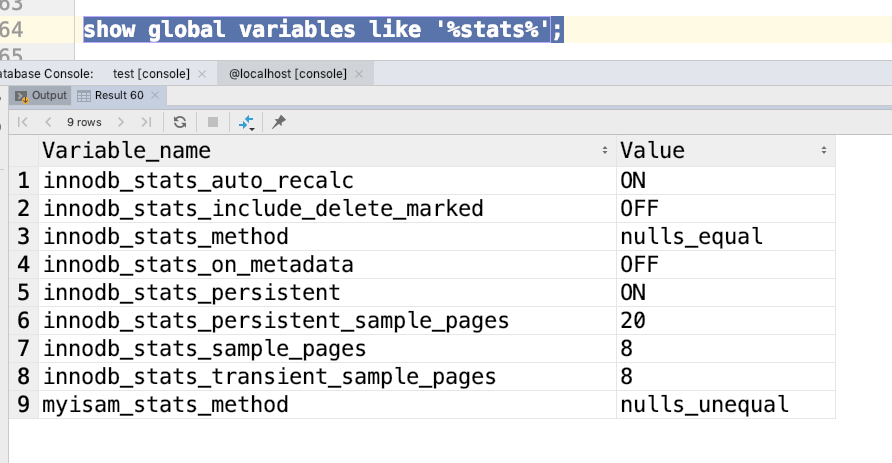 63
64 show global variables like '%stats%';
65
atabase Console: test [console] × @localhost [console] ×
Output Result 60 ×
9 rows
Variable_name Value
1 innodb_stats_auto_recalc ON
2 innodb_stats_include_delete_marked OFF
3 innodb_stats_method nulls_equal
4 innodb_stats_on_metadata OFF
5 innodb_stats_persistent ON
6 innodb_stats_persistent_sample_pages 20
7 innodb_stats_sample_pages 8
8 innodb_stats_transient_sample_pages 8
9 myisam_stats_method nulls_unequal